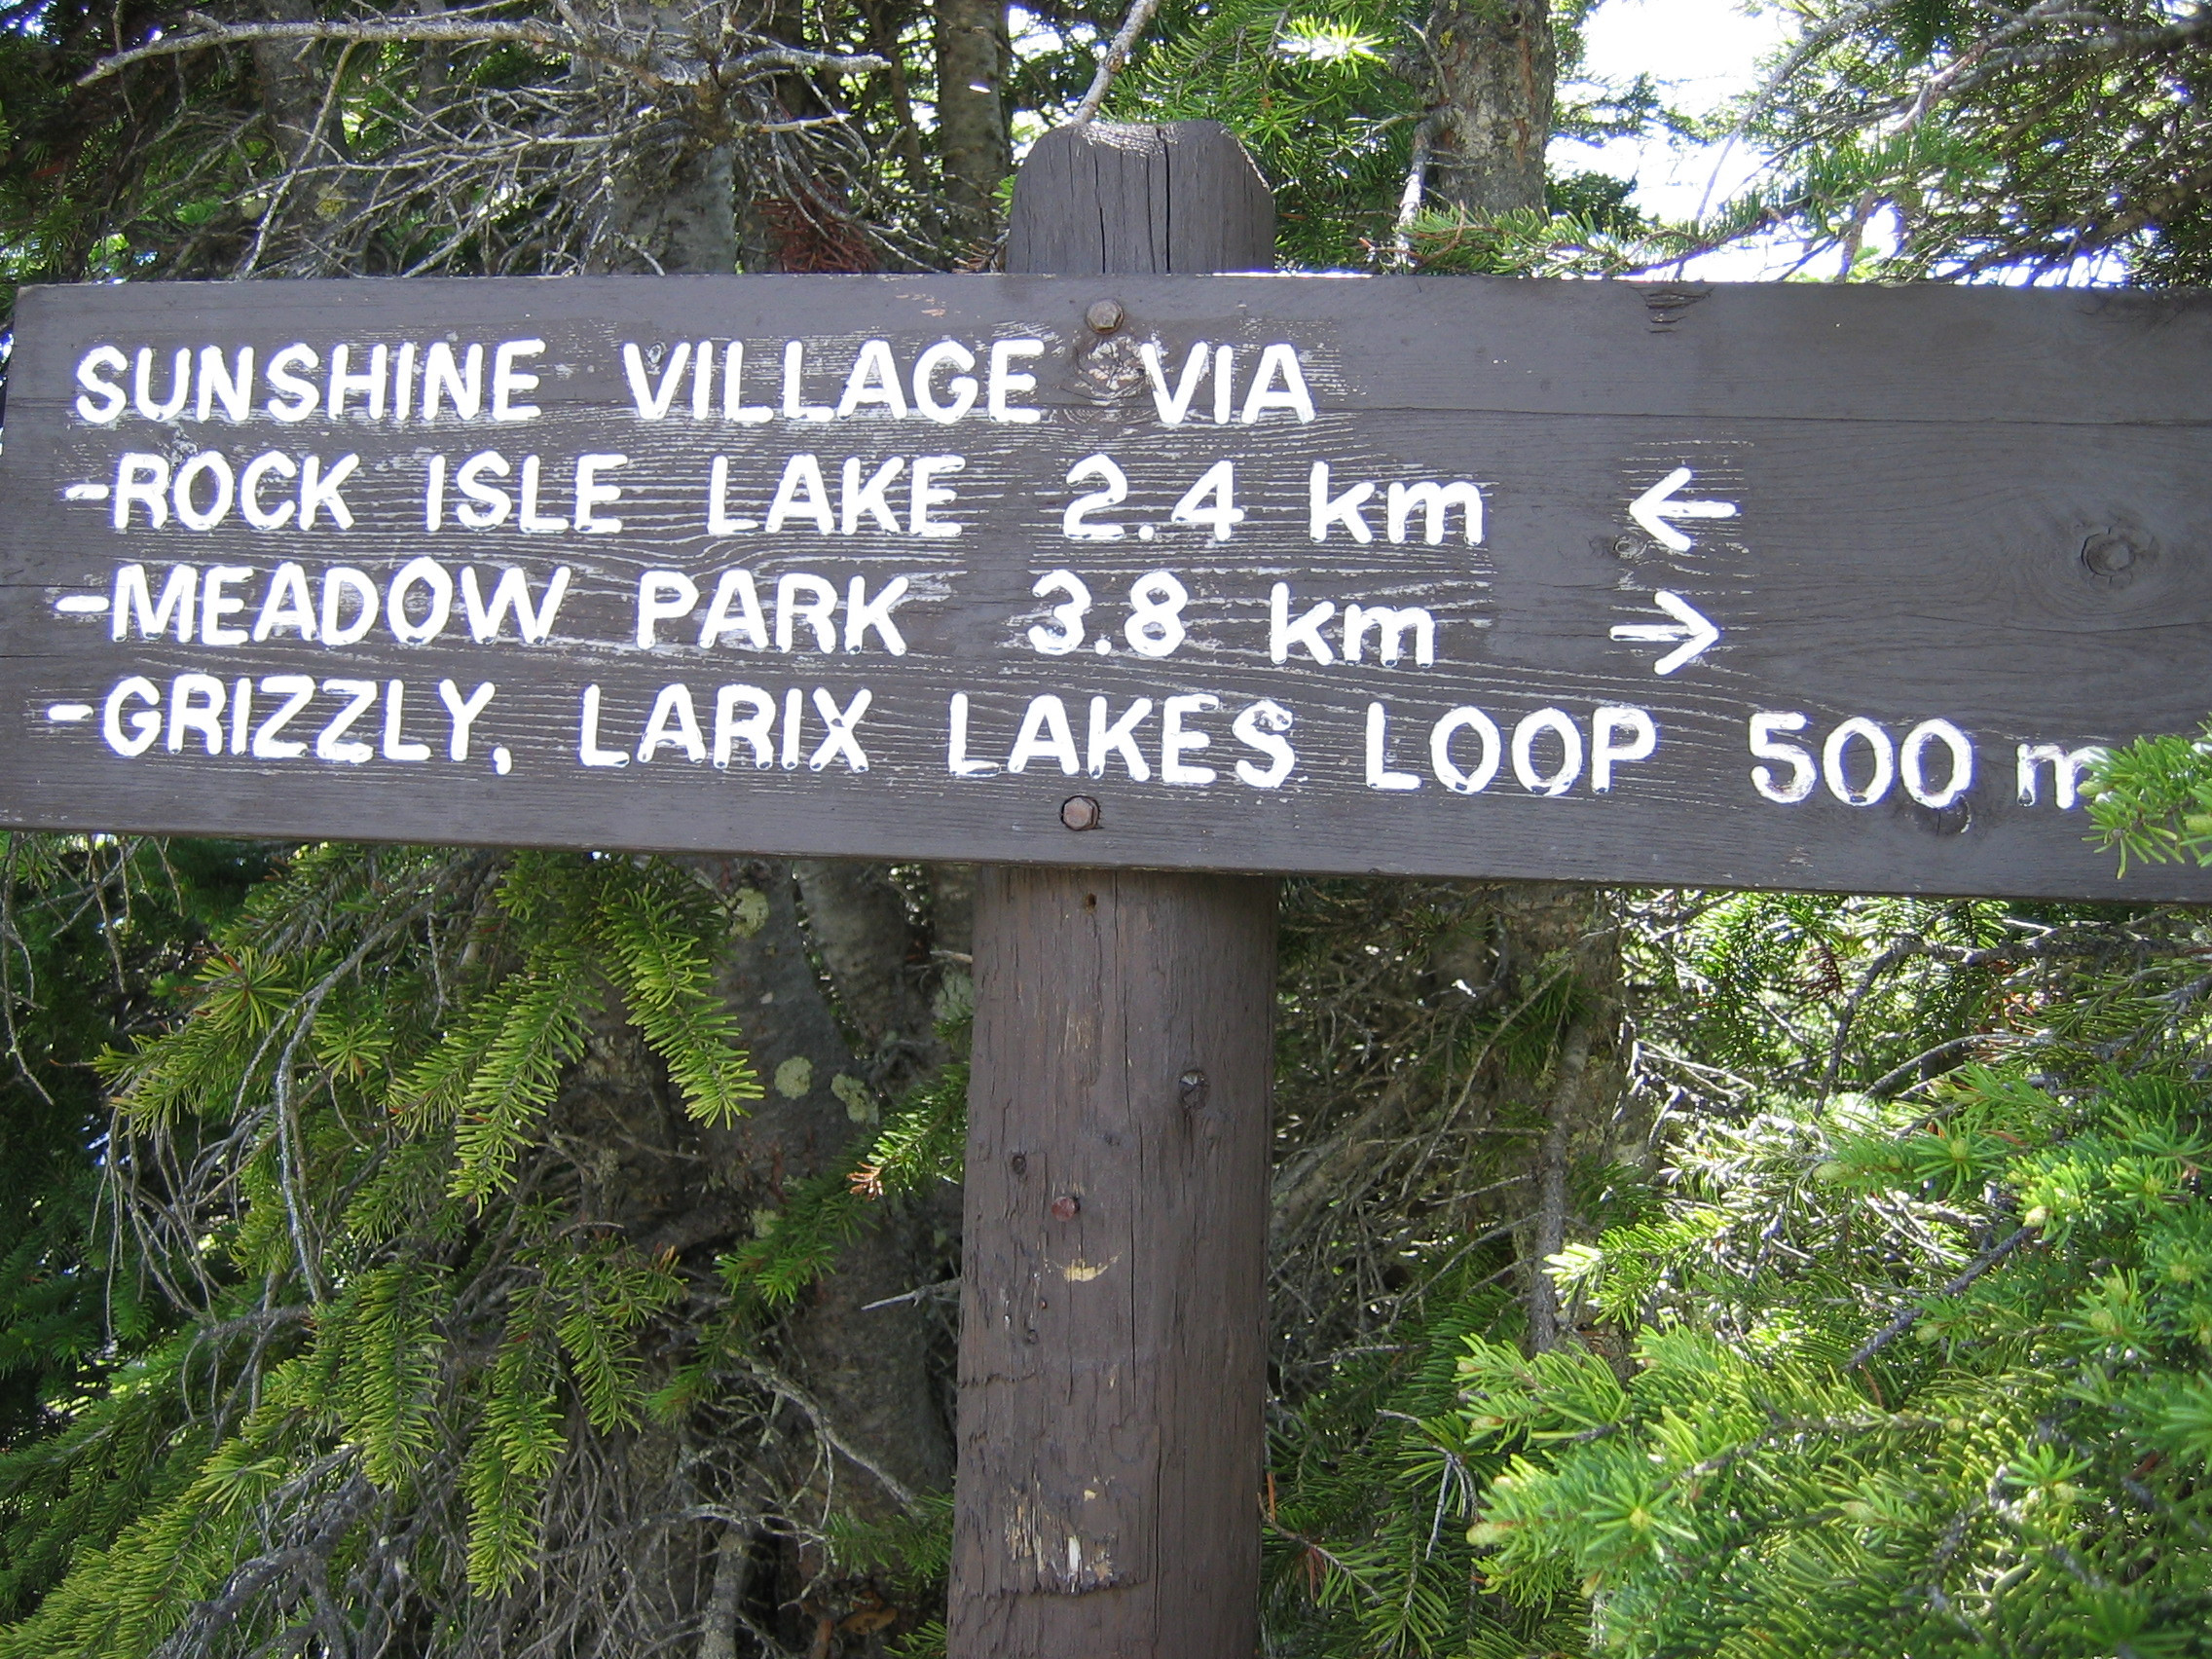 SUNSHINE VILLAGE VIA
-ROCK ISLE LAKE 2.4 km ←
-MEADOW PARK 3.8 km →
-GRIZZLY, LARIX LAKES LOOP 500 m